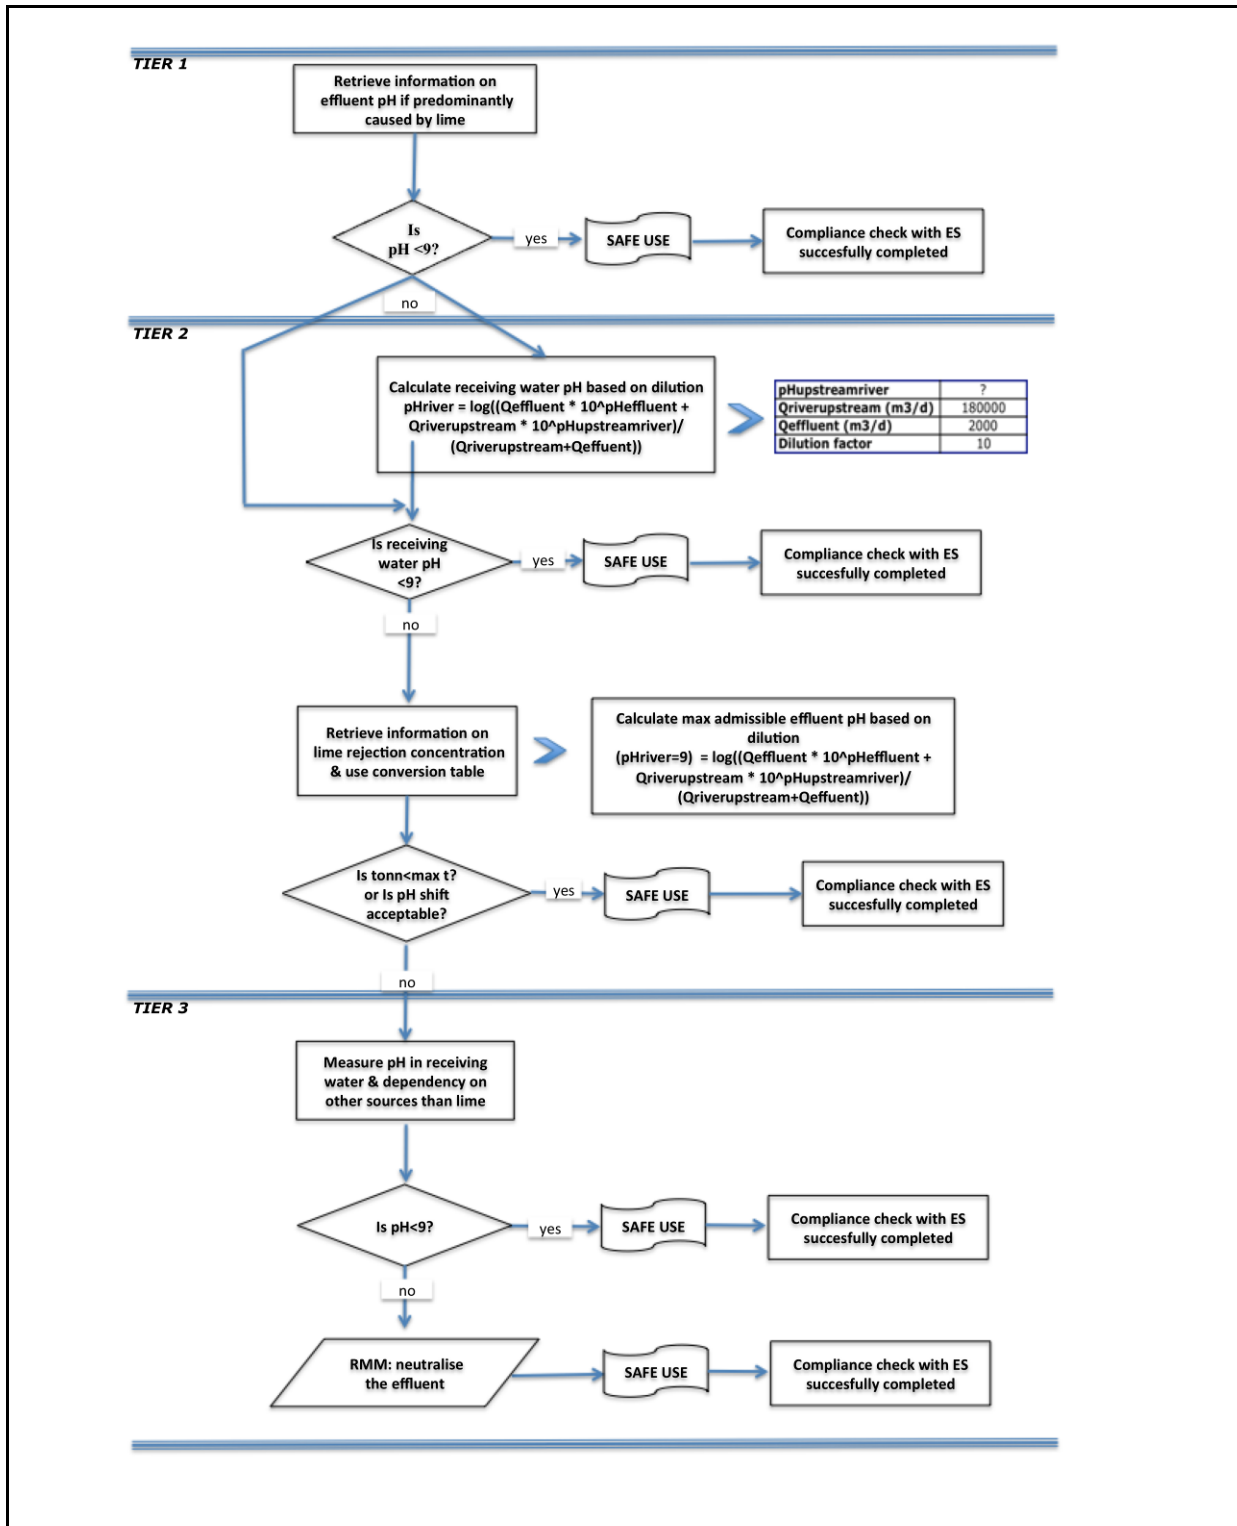 TIER 1
Retrieve information on
effluent pH if predominantly
caused by lime
Is
pH <9?
yes
SAFE USE
Compliance check with ES
succesfully completed
no
TIER 2
Calculate receiving water pH based on dilution
pHriver = log((Qeffluent * 10^pHeffluent +
Qriverupstream * 10^pHupstreamriver)/
(Qriverupstream+Qeffuent))
pHupstreamriver ?
Qriverupstream (m3/d) 180000
Qeffluent (m3/d) 2000
Dilution factor 10
Is receiving
water pH
<9?
yes
SAFE USE
Compliance check with ES
succesfully completed
no
Retrieve information on
lime rejection concentration
& use conversion table
Calculate max admissible effluent pH based on
dilution
(pHriver=9) = log((Qeffluent * 10^pHeffluent +
Qriverupstream * 10^pHupstreamriver)/
(Qriverupstream+Qeffuent))
Is tonn<max t?
or Is pH shift
acceptable?
yes
SAFE USE
Compliance check with ES
succesfully completed
no
TIER 3
Measure pH in receiving
water & dependency on
other sources than lime
Is pH<9?
yes
SAFE USE
Compliance check with ES
succesfully completed
no
RMM: neutralise
the effluent
SAFE USE
Compliance check with ES
succesfully completed